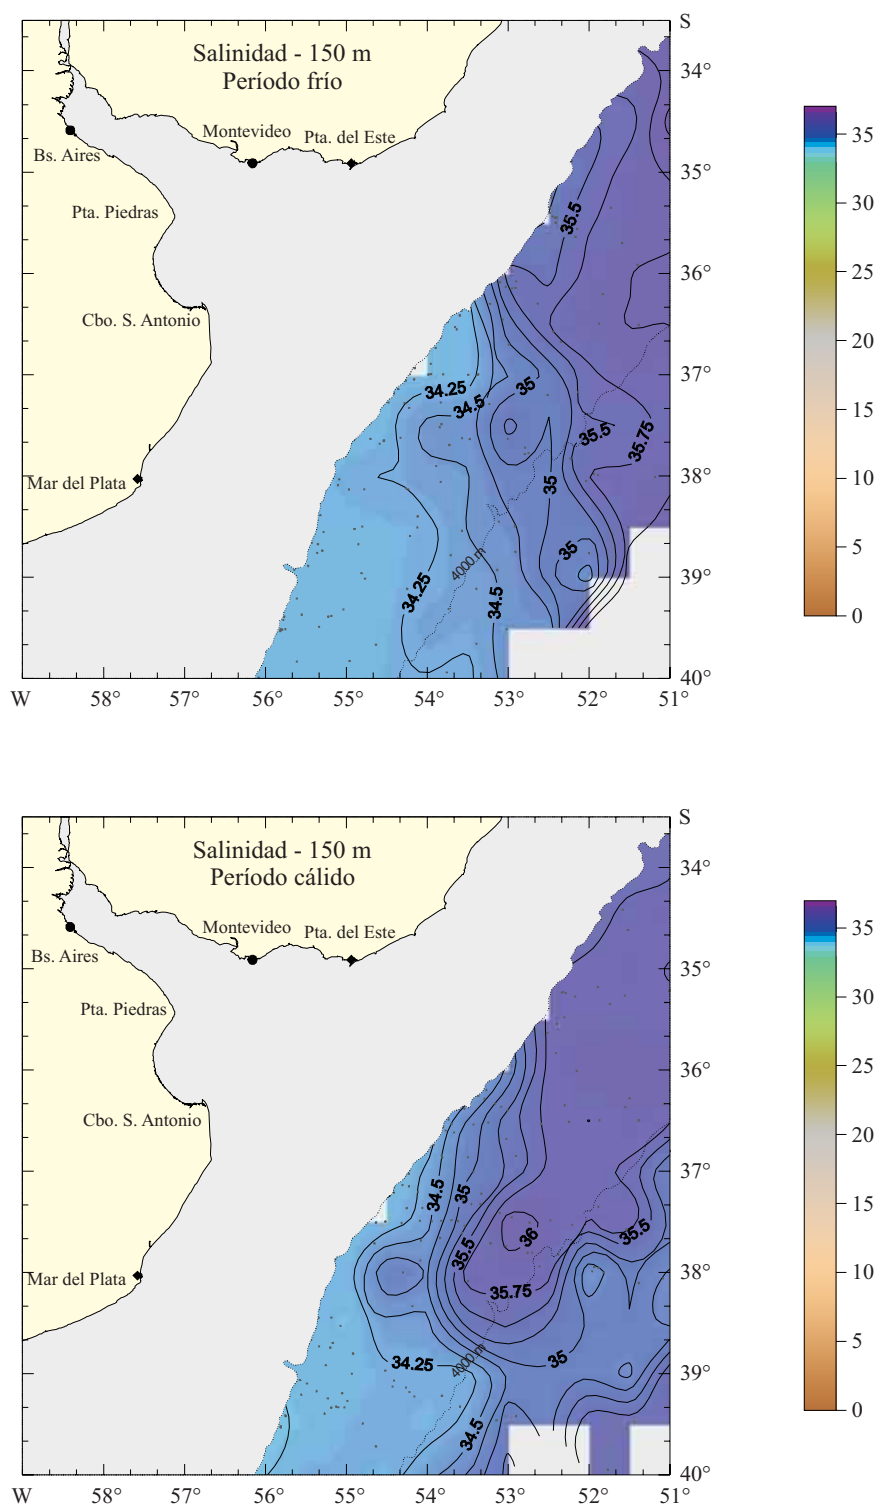 S
Salinidad - 150 m
Período frío
34°
35
Montevideo
Pta. del Este
Bs. Aires
35°
30
Pta. Piedras
35.5
25
36°
Cbo. S. Antonio
20
37°
34.25
35
34.5
15
35.5
35.75
Mar del Plata
38°
10
35
35
4000 m
5
39°
34.25
34.5
0
40°
W
58°
57°
56°
55°
54°
53°
52°
51°
S
Salinidad - 150 m
Período cálido
34°
35
Montevideo
Pta. del Este
Bs. Aires
35°
30
Pta. Piedras
25
36°
Cbo. S. Antonio
20
37°
34.5
35
15
35.5
36
35.5
Mar del Plata
38°
35.75
10
34.25
4000 m
35
39°
5
34.5
0
40°
W
58°
57°
56°
55°
54°
53°
52°
51°